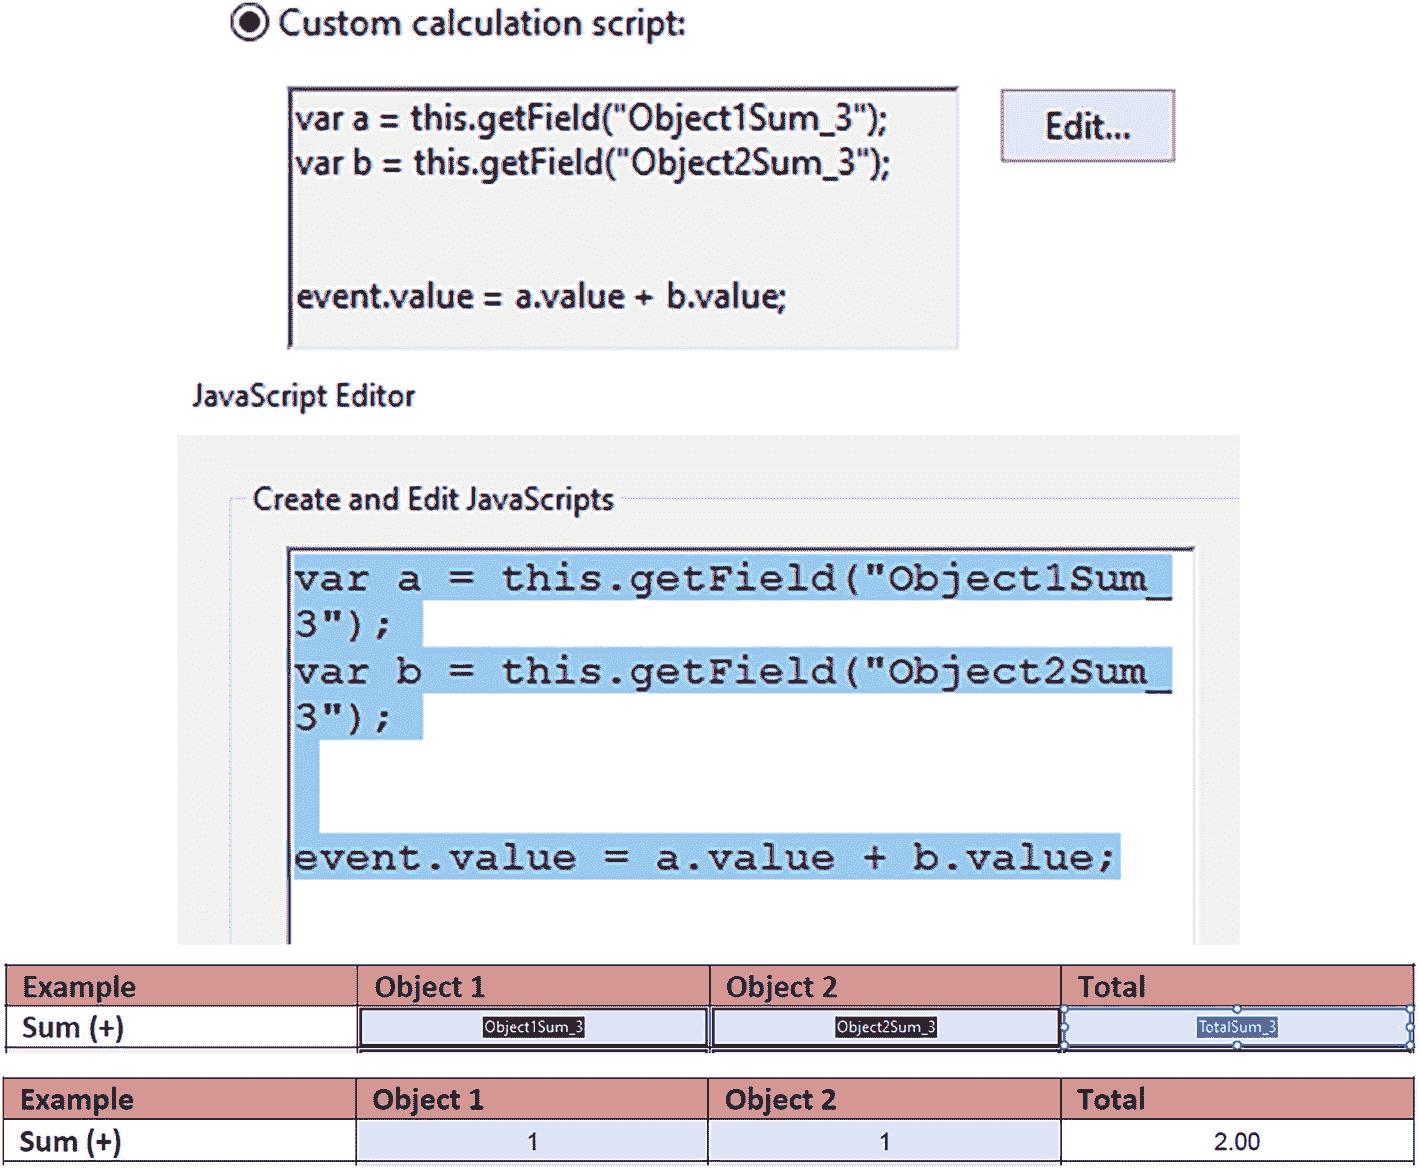 Custom calculation script:
var a = this.getField("Object1Sum_3");
var b = this.getField("Object2Sum_3");
Edit...
event.value = a.value + b.value;
JavaScript Editor
Create and Edit JavaScripts
var a = this.getField("Object1Sum_
3");
var b = this.getField("Object2Sum_
3");
event.value = a.value + b.value;
Example Object 1 Object 2 Total
Sum (+) Object1Sum_3 Object2Sum_3 TotalSum_3
Example Object 1 Object 2 Total
Sum (+) 1 1 2.00